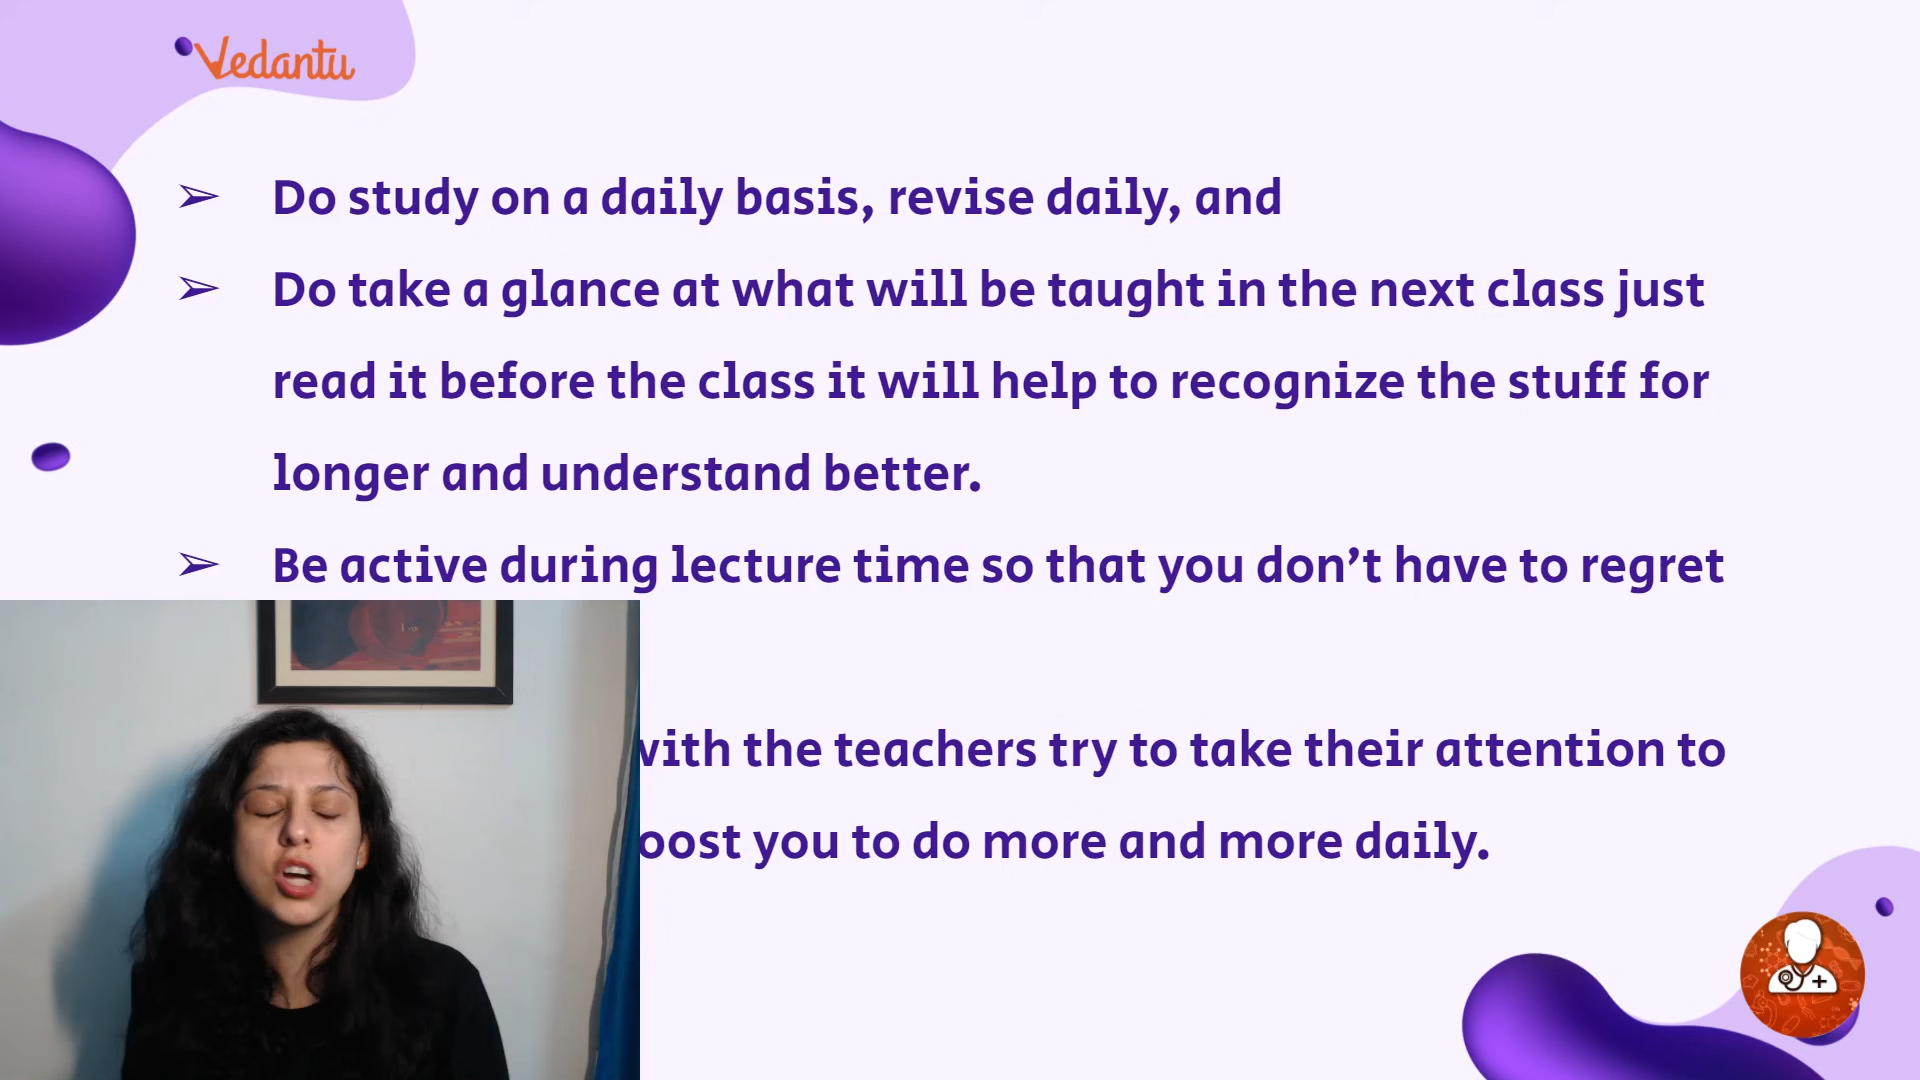 Vedantu
➢ Do study on a daily basis, revise daily, and
➢ Do take a glance at what will be taught in the next class just
read it before the class it will help to recognize the stuff for
longer and understand better.
➢ Be active during lecture time so that you don’t have to regret
with the teachers try to take their attention to
you to do more and more daily.